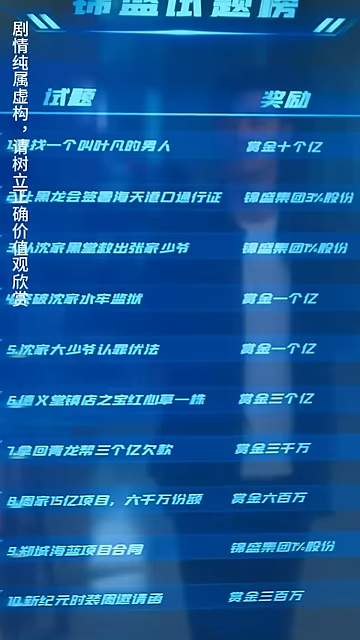 锦盛试题榜
剧情纯属虚构，请树立正确价值观欣赏
试题 奖励
1.寻找一个叫叶凡的男人 赏金十个亿
2.让黑龙会签署海天港口通行证 锦盛集团3%股份
3.从沈家黑堂救出张家少爷 锦盛集团1%股份
4.突破沈家水牢监狱 赏金一个亿
5.沈家大少爷认罪伏法 赏金一个亿
6.德义堂镇店之宝红心草一株 赏金三个亿
7.拿回青龙帮三个亿欠款 赏金三千万
8.周家15亿项目，六千万份额 赏金六百万
9.郑城海蓝项目合同 锦盛集团1%股份
10.新纪元时装周邀请函 赏金三百万